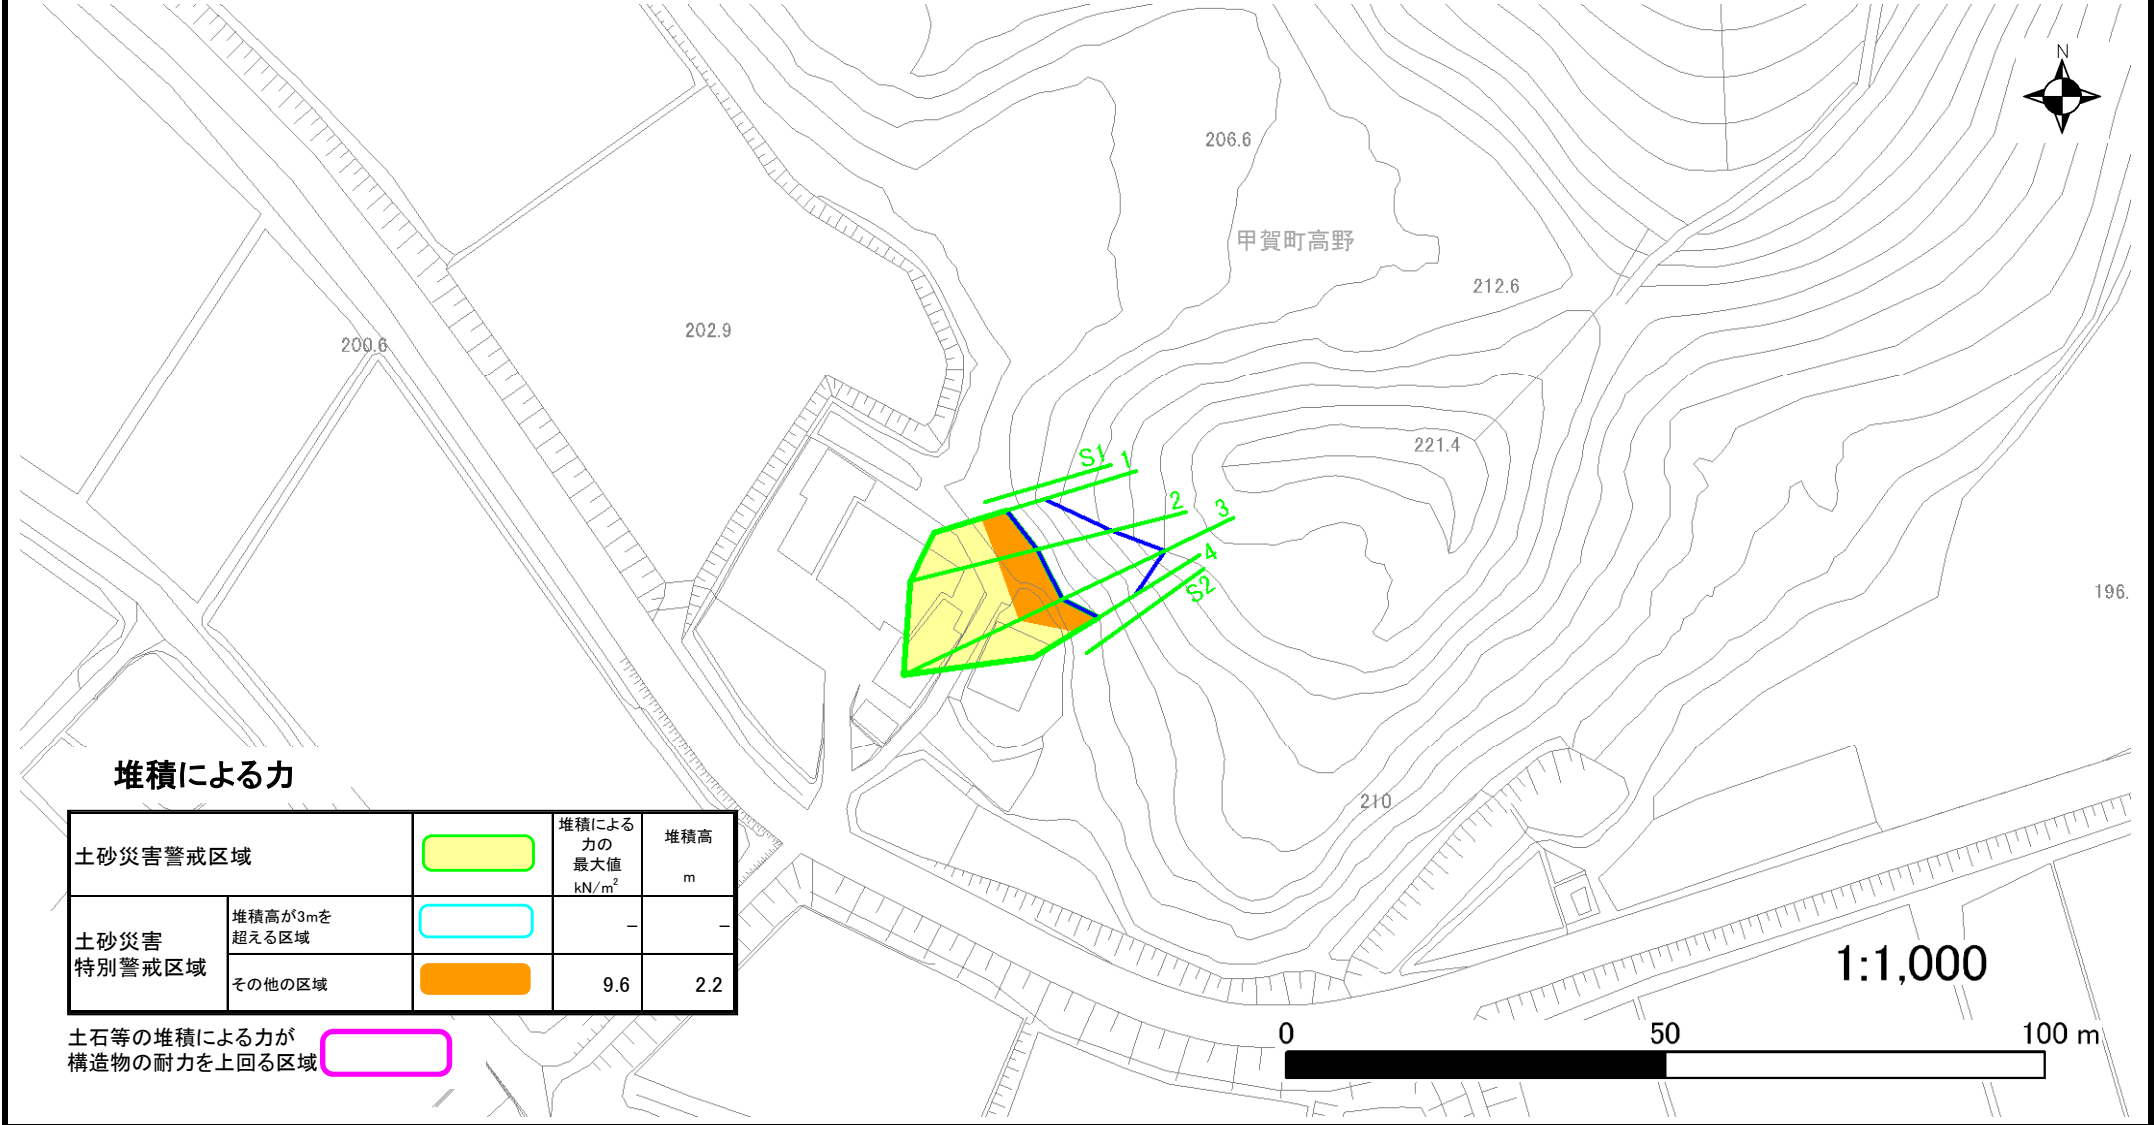 N
206.6
甲賀町高野
212.6
202.9
200.6
221.4
S1
1
2
3
4
S2
196.
210
堆積による力
土砂災害警戒区域
堆積による
力の
最大値
kN/m²
堆積高
m
土砂災害
特別警戒区域
堆積高が3mを
超える区域
–
–
その他の区域
9.6
2.2
土石等の堆積による力が
構造物の耐力を上回る区域
1:1,000
0
50
100 m